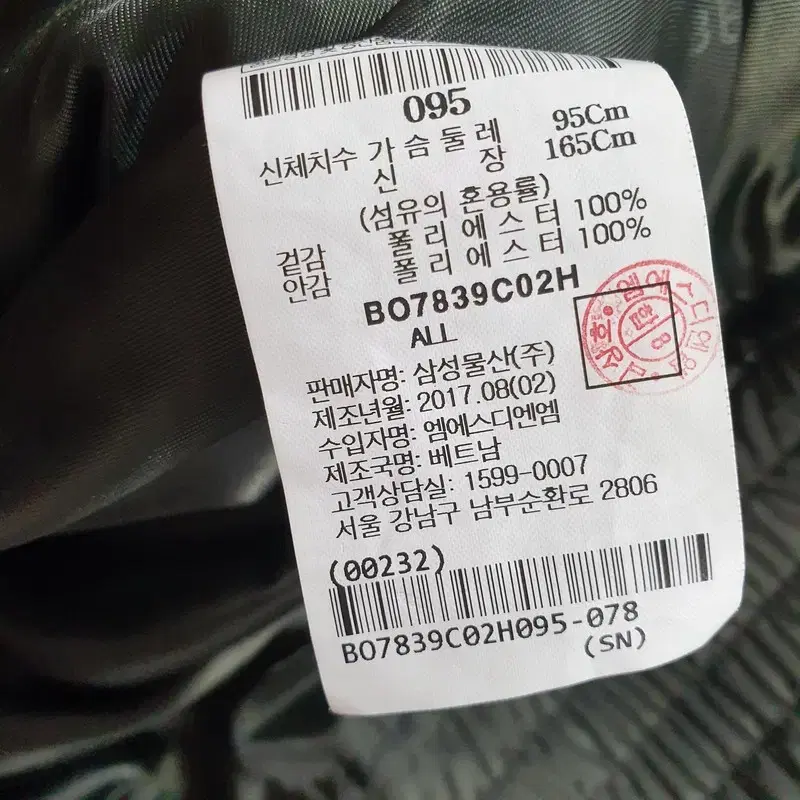 095
신체치수 가 슴 둘 레 95Cm
신 장 165Cm
(섬유의 혼용률)
겉감 폴 리 에 스 터 100%
안감 폴 리 에 스 터 100%
BO7839C02H
ALL
판매자명: 삼성물산(주)
제조년월: 2017.08(02)
수입자명: 엠에스디엔엠
제조국명: 베트남
고객상담실: 1599-0007
서울 강남구 남부순환로 2806
(00232)
BO7839C02H095-078
(SN)